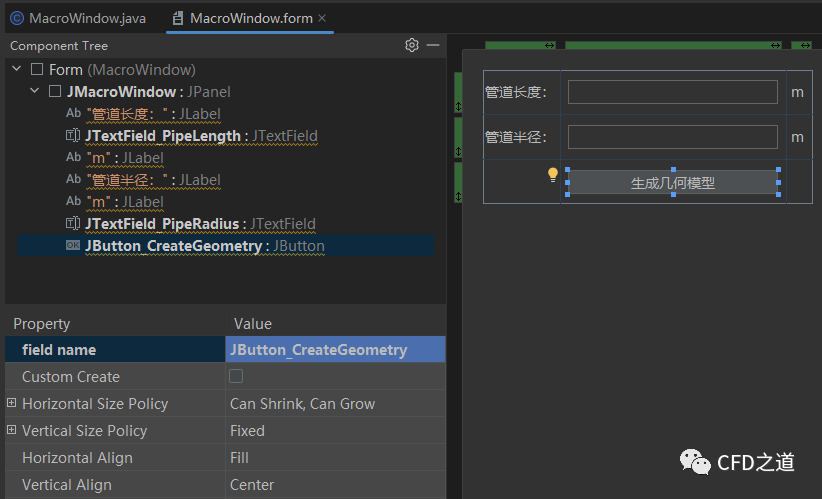 MacroWindow.java
MacroWindow.form
Component Tree
Form (MacroWindow)
JMacroWindow : JPanel
Ab "管道长度：" : JLabel
JTextField_PipeLength : JTextField
Ab "m" : JLabel
Ab "管道半径：" : JLabel
Ab "m" : JLabel
JTextField_PipeRadius : JTextField
OK JButton_CreateGeometry : JButton
Property Value
field name JButton_CreateGeometry
Custom Create
Horizontal Size Policy Can Shrink, Can Grow
Vertical Size Policy Fixed
Horizontal Align Fill
Vertical Align Center
管道长度： m
管道半径： m
生成几何模型
CFD之道